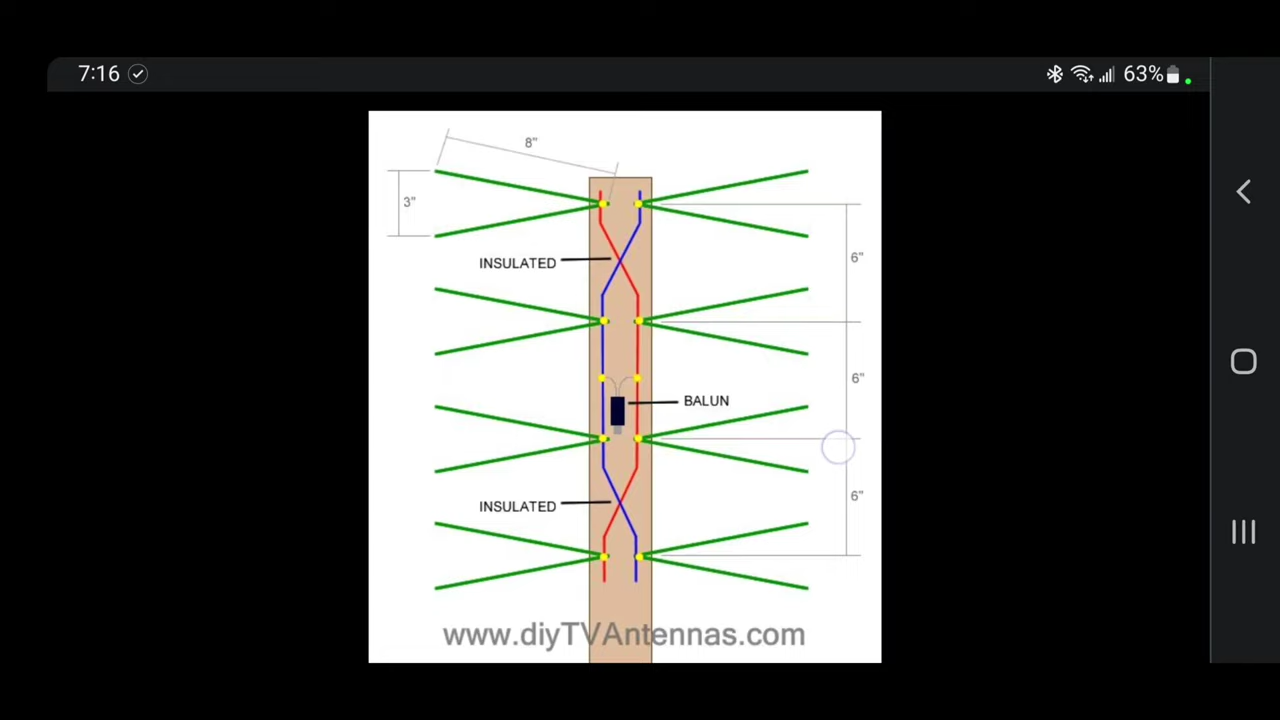 7:16
63%
8"
3"
6"
INSULATED
6"
BALUN
6"
INSULATED
www.diyTVAntennas.com